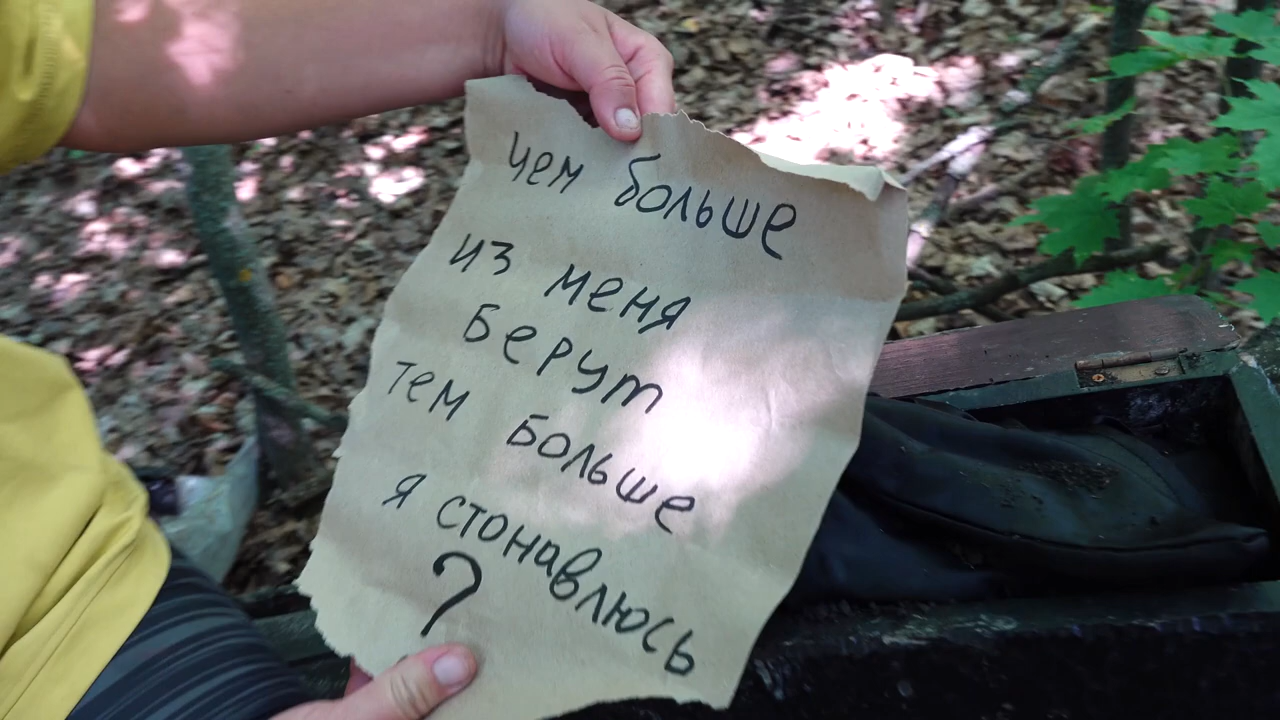 Чем больше
из меня
берут
тем больше
я стонавлюсь
?